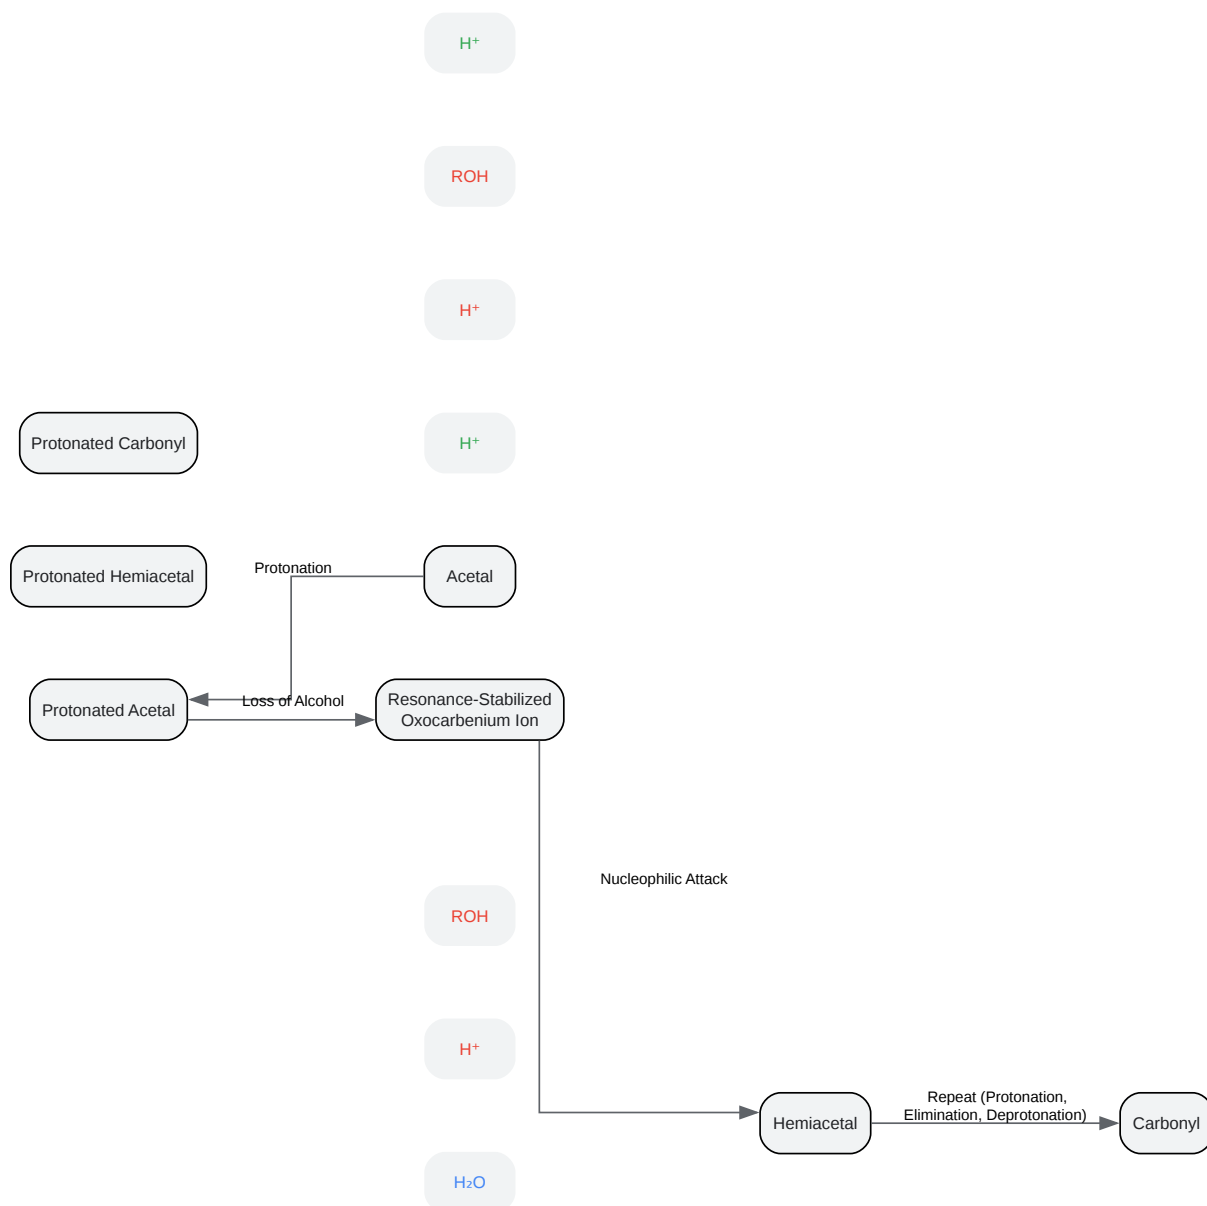 H⁺
ROH
H⁺
Protonated Carbonyl
H⁺
Protonated Hemiacetal
Protonation
Acetal
Protonated Acetal
Loss of Alcohol
Resonance-Stabilized
Oxocarbenium Ion
Nucleophilic Attack
ROH
H⁺
Hemiacetal
Repeat (Protonation,
Elimination, Deprotonation)
Carbonyl
H₂O